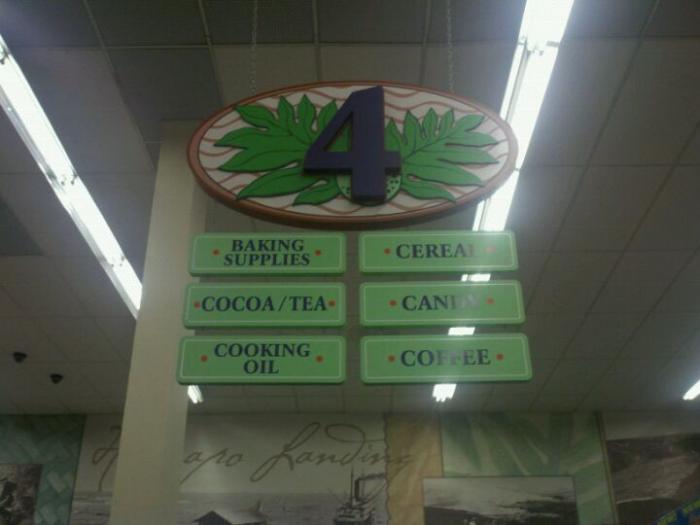 4
BAKING
SUPPLIES
CEREAL
COCOA/TEA
CANDY
COOKING
OIL
COFFEE
Landing